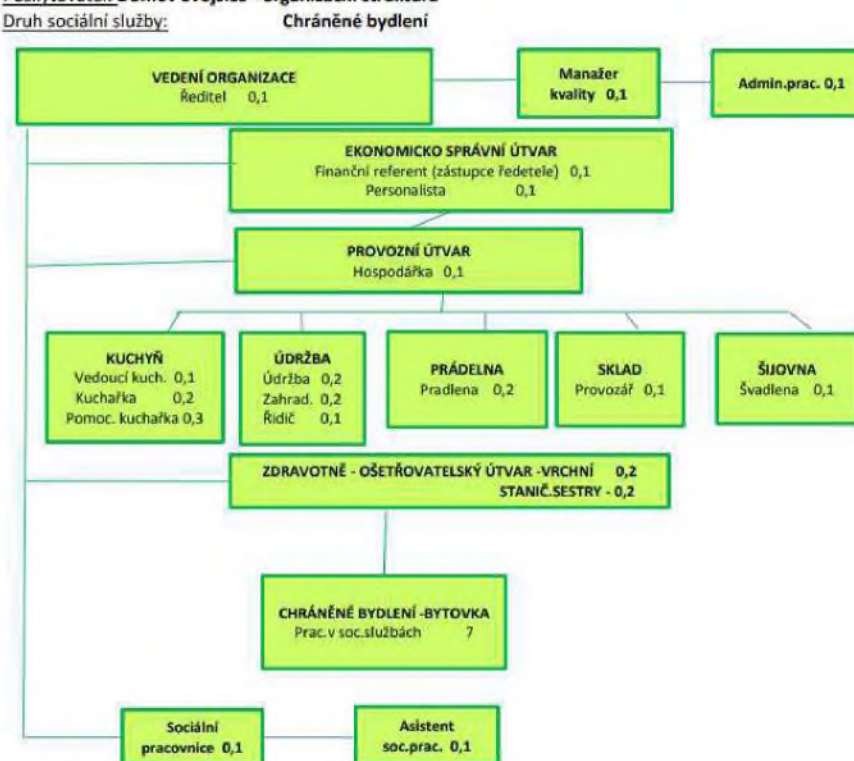 Druh sociální služby: Chráněné bydlení
VEDENÍ ORGANIZACE
Ředitel 0,1
Manažer
kvality 0,1
Admin.prac. 0,1
EKONOMICKO SPRÁVNÍ ÚTVAR
Finanční referent (zástupce ředetele) 0,1
Personalista 0,1
PROVOZNÍ ÚTVAR
Hospodářka 0,1
KUCHYŇ
Vedoucí kuch. 0,1
Kuchařka 0,2
Pomoc. kuchařka 0,3
ÚDRŽBA
Údržba 0,2
Zahrad. 0,2
Řidič 0,1
PRÁDELNA
Pradlena 0,2
SKLAD
Provozář 0,1
ŠIJOVNA
Švadlena 0,1
ZDRAVOTNĚ - OŠETŘOVATELSKÝ ÚTVAR -VRCHNÍ 0,2
STANIČ.SESTRY - 0,2
CHRÁNĚNÉ BYDLENÍ -BYTOVKA
Prac.v soc.službách 7
Sociální
pracovnice 0,1
Asistent
soc.prac. 0,1